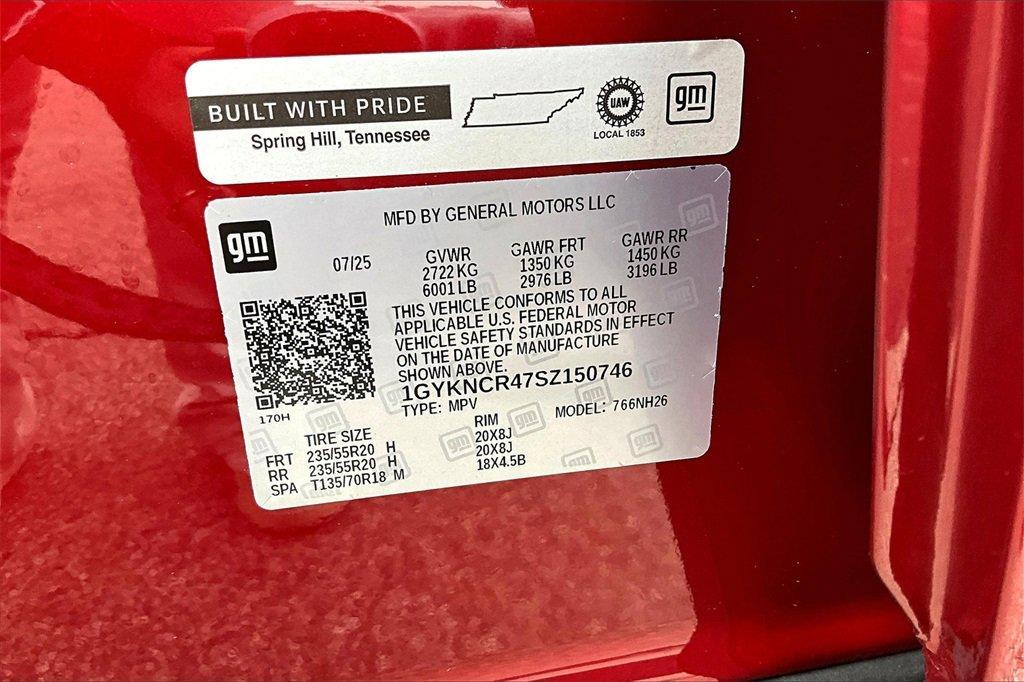 BUILT WITH PRIDE
Spring Hill, Tennessee
UAW
LOCAL 1853
gm
gm
MFD BY GENERAL MOTORS LLC
07/25
GVWR
2722 KG
6001 LB
GAWR FRT
1350 KG
2976 LB
GAWR RR
1450 KG
3196 LB
THIS VEHICLE CONFORMS TO ALL
APPLICABLE U.S. FEDERAL MOTOR
VEHICLE SAFETY STANDARDS IN EFFECT
ON THE DATE OF MANUFACTURE
SHOWN ABOVE.
1GYKNCR47SZ150746
TYPE: MPV MODEL: 766NH26
170H
TIRE SIZE RIM
FRT 235/55R20 H 20X8J
RR 235/55R20 H 20X8J
SPA T135/70R18 M 18X4.5B